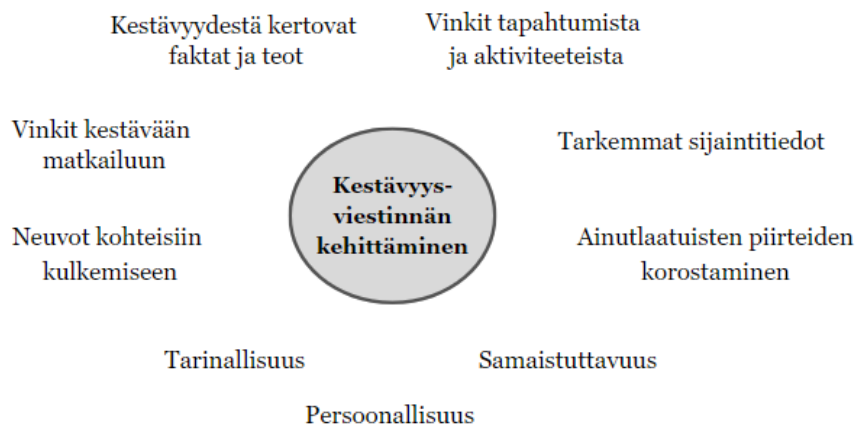 Kestävyydestä kertovat
faktat ja teot
Vinkit tapahtumista
ja aktiviteeteista
Vinkit kestävään
matkailuun
Tarkemmat sijaintitiedot
Kestävyys-
viestinnän
kehittäminen
Neuvot kohteisiin
kulkemiseen
Ainutlaatuisten piirteiden
korostaminen
Tarinallisuus
Samaistuttavuus
Persoonallisuus